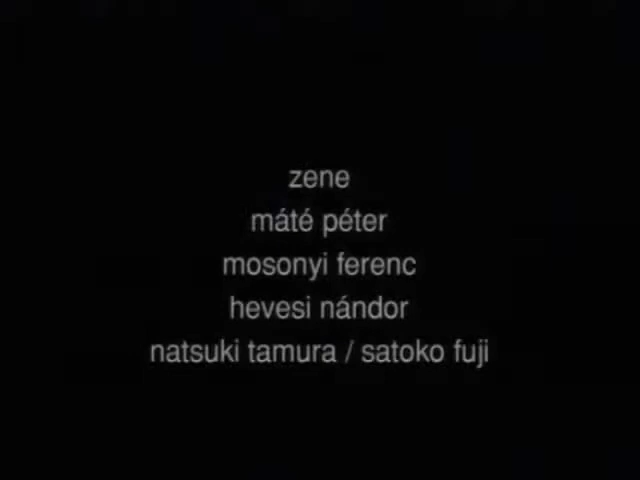 zene
máté péter
mosonyi ferenc
hevesi nándor
natsuki tamura / satoko fuji